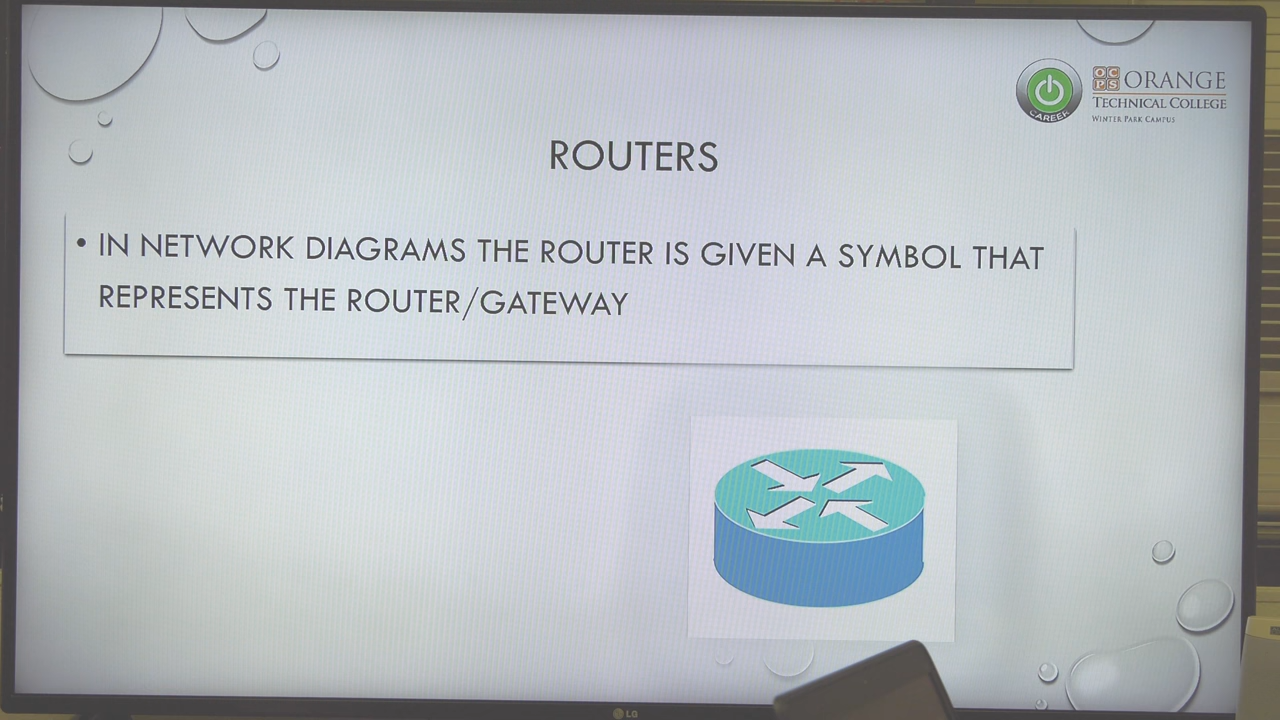 CAREER
OCPS
ORANGE
TECHNICAL COLLEGE
WINTER PARK CAMPUS
ROUTERS
• IN NETWORK DIAGRAMS THE ROUTER IS GIVEN A SYMBOL THAT
REPRESENTS THE ROUTER/GATEWAY
LG